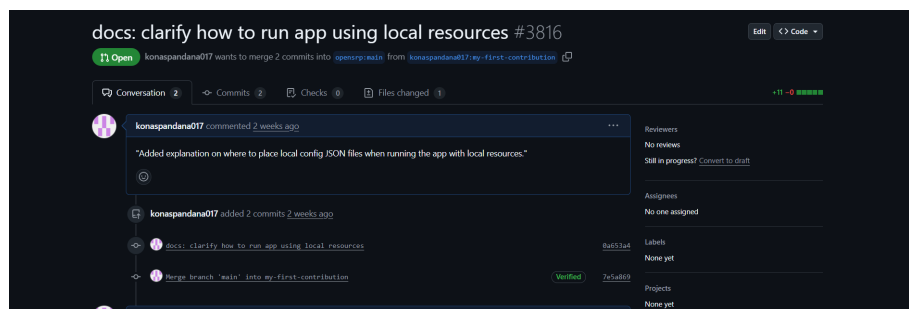 docs: clarify how to run app using local resources #3816
Edit
<> Code
Open
konaspandana017 wants to merge 2 commits into opensrp:main from konaspandana017:my-first-contribution
Conversation 2
Commits 2
Checks 0
Files changed 1
+11 −0
konaspandana017 commented 2 weeks ago
"Added explanation on where to place local config JSON files when running the app with local resources."
konaspandana017 added 2 commits 2 weeks ago
docs: clarify how to run app using local resources
0a653a4
Merge branch 'main' into my-first-contribution
Verified
7e5a869
Reviewers
No reviews
Still in progress? Convert to draft
Assignees
No one assigned
Labels
None yet
Projects
None yet